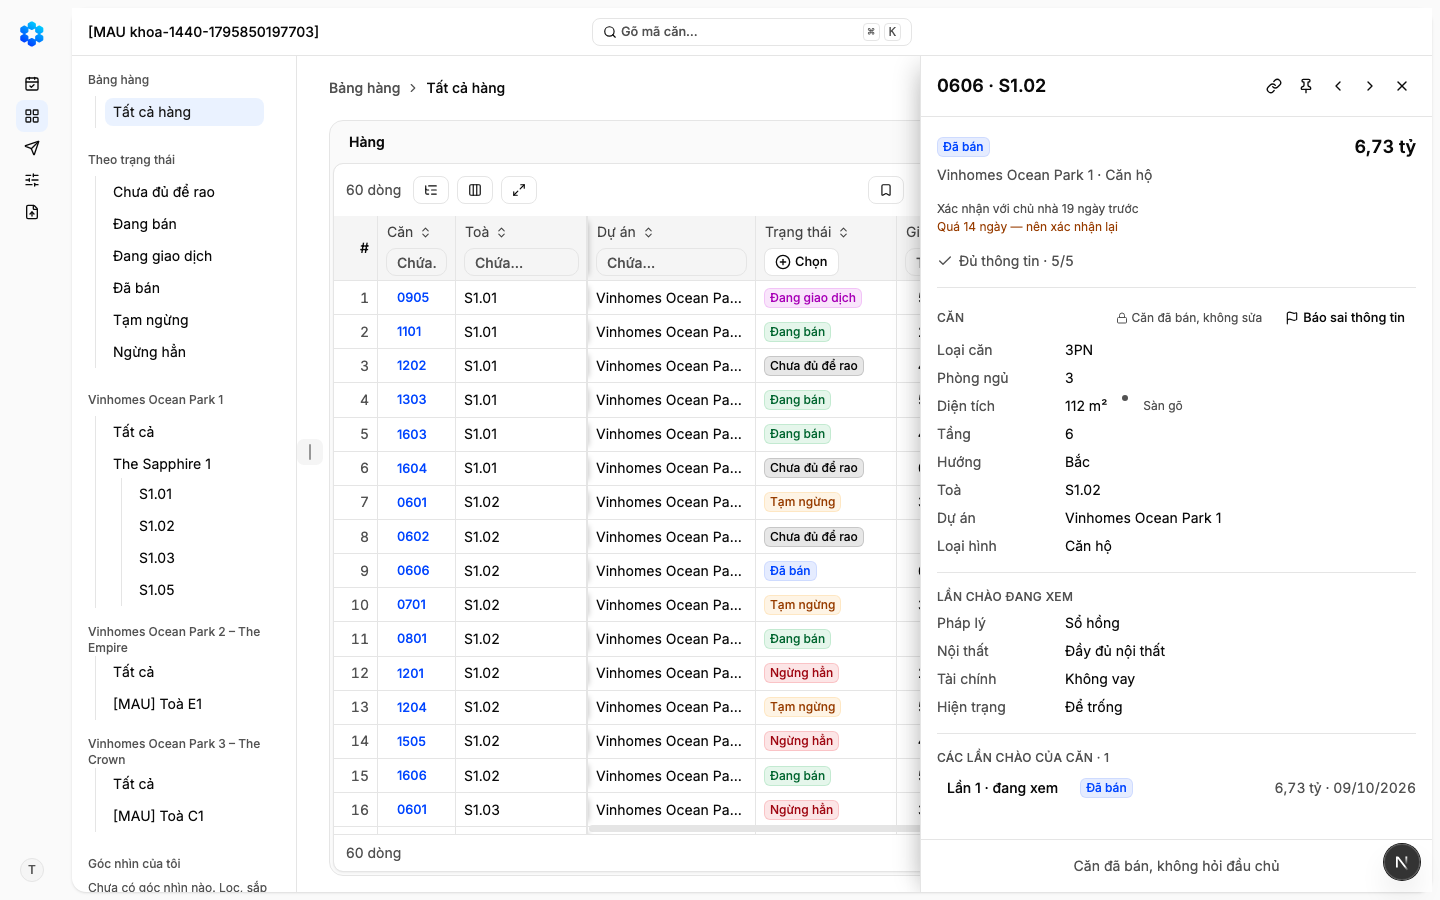 [MAU khoa-1440-1795850197703]
Gõ mã căn...
⌘ K
Bảng hàng
Tất cả hàng
Theo trạng thái
Chưa đủ để rao
Đang bán
Đang giao dịch
Đã bán
Tạm ngừng
Ngừng hẳn
Vinhomes Ocean Park 1
Tất cả
The Sapphire 1
S1.01
S1.02
S1.03
S1.05
Vinhomes Ocean Park 2 – The
Empire
Tất cả
[MAU] Toà E1
Vinhomes Ocean Park 3 – The
Crown
Tất cả
[MAU] Toà C1
Góc nhìn của tôi
Chưa có góc nhìn nào. Lọc, sắp
T
Bảng hàng > Tất cả hàng
Hàng
60 dòng
# Căn Toà Dự án Trạng thái Gi
Chứa. Chứa... Chứa... Chọn
1 0905 S1.01 Vinhomes Ocean Pa... Đang giao dịch
2 1101 S1.01 Vinhomes Ocean Pa... Đang bán
3 1202 S1.01 Vinhomes Ocean Pa... Chưa đủ để rao
4 1303 S1.01 Vinhomes Ocean Pa... Đang bán
5 1603 S1.01 Vinhomes Ocean Pa... Đang bán
6 1604 S1.01 Vinhomes Ocean Pa... Chưa đủ để rao
7 0601 S1.02 Vinhomes Ocean Pa... Tạm ngừng
8 0602 S1.02 Vinhomes Ocean Pa... Chưa đủ để rao
9 0606 S1.02 Vinhomes Ocean Pa... Đã bán
10 0701 S1.02 Vinhomes Ocean Pa... Tạm ngừng
11 0801 S1.02 Vinhomes Ocean Pa... Đang bán
12 1201 S1.02 Vinhomes Ocean Pa... Ngừng hẳn
13 1204 S1.02 Vinhomes Ocean Pa... Tạm ngừng
14 1505 S1.02 Vinhomes Ocean Pa... Ngừng hẳn
15 1606 S1.02 Vinhomes Ocean Pa... Đang bán
16 0601 S1.03 Vinhomes Ocean Pa... Ngừng hẳn
60 dòng
0606 · S1.02
Đã bán 6,73 tỷ
Vinhomes Ocean Park 1 · Căn hộ
Xác nhận với chủ nhà 19 ngày trước
Quá 14 ngày — nên xác nhận lại
Đủ thông tin · 5/5
CĂN Căn đã bán, không sửa Báo sai thông tin
Loại căn 3PN
Phòng ngủ 3
Diện tích 112 m² • Sàn gỗ
Tầng 6
Hướng Bắc
Toà S1.02
Dự án Vinhomes Ocean Park 1
Loại hình Căn hộ
LẦN CHÀO ĐANG XEM
Pháp lý Sổ hồng
Nội thất Đầy đủ nội thất
Tài chính Không vay
Hiện trạng Để trống
CÁC LẦN CHÀO CỦA CĂN · 1
Lần 1 · đang xem Đã bán 6,73 tỷ · 09/10/2026
Căn đã bán, không hỏi đầu chủ
N